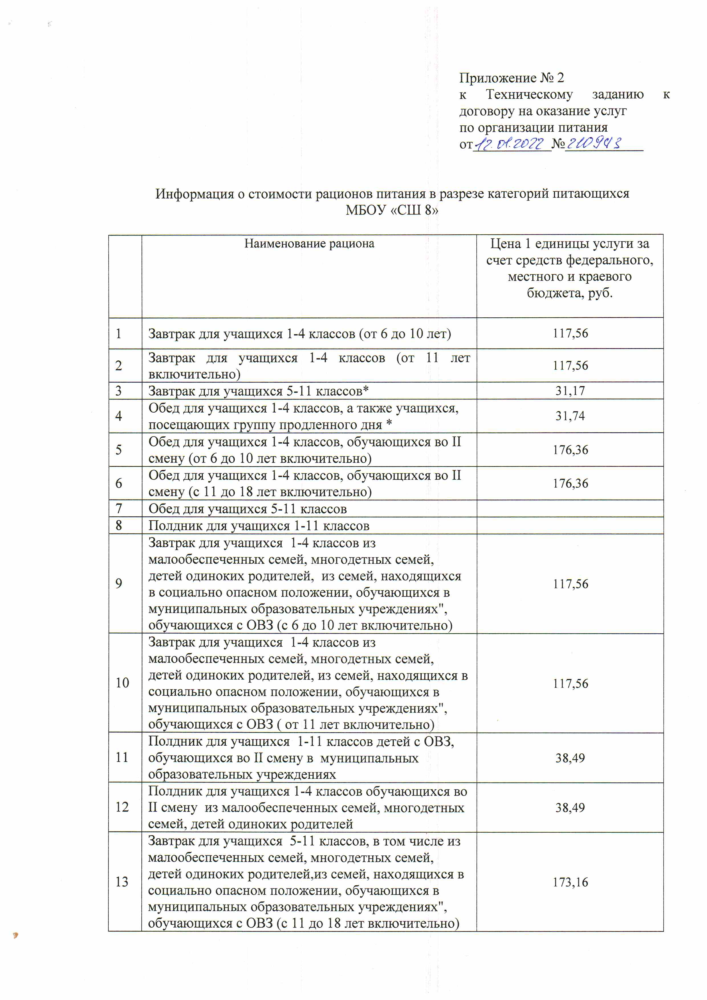 Приложение № 2
к Техническому заданию к
договору на оказание услуг
по организации питания
от 12.01.2022 № 210943
Информация о стоимости рационов питания в разрезе категорий питающихся
МБОУ «СШ 8»
Наименование рациона
Цена 1 единицы услуги за
счет средств федерального,
местного и краевого
бюджета, руб.
1
Завтрак для учащихся 1-4 классов (от 6 до 10 лет)
117,56
2
Завтрак для учащихся 1-4 классов (от 11 лет
включительно)
117,56
3
Завтрак для учащихся 5-11 классов*
31,17
4
Обед для учащихся 1-4 классов, а также учащихся,
посещающих группу продленного дня *
31,74
5
Обед для учащихся 1-4 классов, обучающихся во II
смену (от 6 до 10 лет включительно)
176,36
6
Обед для учащихся 1-4 классов, обучающихся во II
смену (с 11 до 18 лет включительно)
176,36
7
Обед для учащихся 5-11 классов
8
Полдник для учащихся 1-11 классов
9
Завтрак для учащихся 1-4 классов из
малообеспеченных семей, многодетных семей,
детей одиноких родителей, из семей, находящихся
в социально опасном положении, обучающихся в
муниципальных образовательных учреждениях",
обучающихся с ОВЗ (с 6 до 10 лет включительно)
117,56
10
Завтрак для учащихся 1-4 классов из
малообеспеченных семей, многодетных семей,
детей одиноких родителей, из семей, находящихся в
социально опасном положении, обучающихся в
муниципальных образовательных учреждениях",
обучающихся с ОВЗ ( от 11 лет включительно)
117,56
11
Полдник для учащихся 1-11 классов детей с ОВЗ,
обучающихся во II смену в муниципальных
образовательных учреждениях
38,49
12
Полдник для учащихся 1-4 классов обучающихся во
II смену из малообеспеченных семей, многодетных
семей, детей одиноких родителей
38,49
13
Завтрак для учащихся 5-11 классов, в том числе из
малообеспеченных семей, многодетных семей,
детей одиноких родителей,из семей, находящихся в
социально опасном положении, обучающихся в
муниципальных образовательных учреждениях",
обучающихся с ОВЗ (с 11 до 18 лет включительно)
173,16